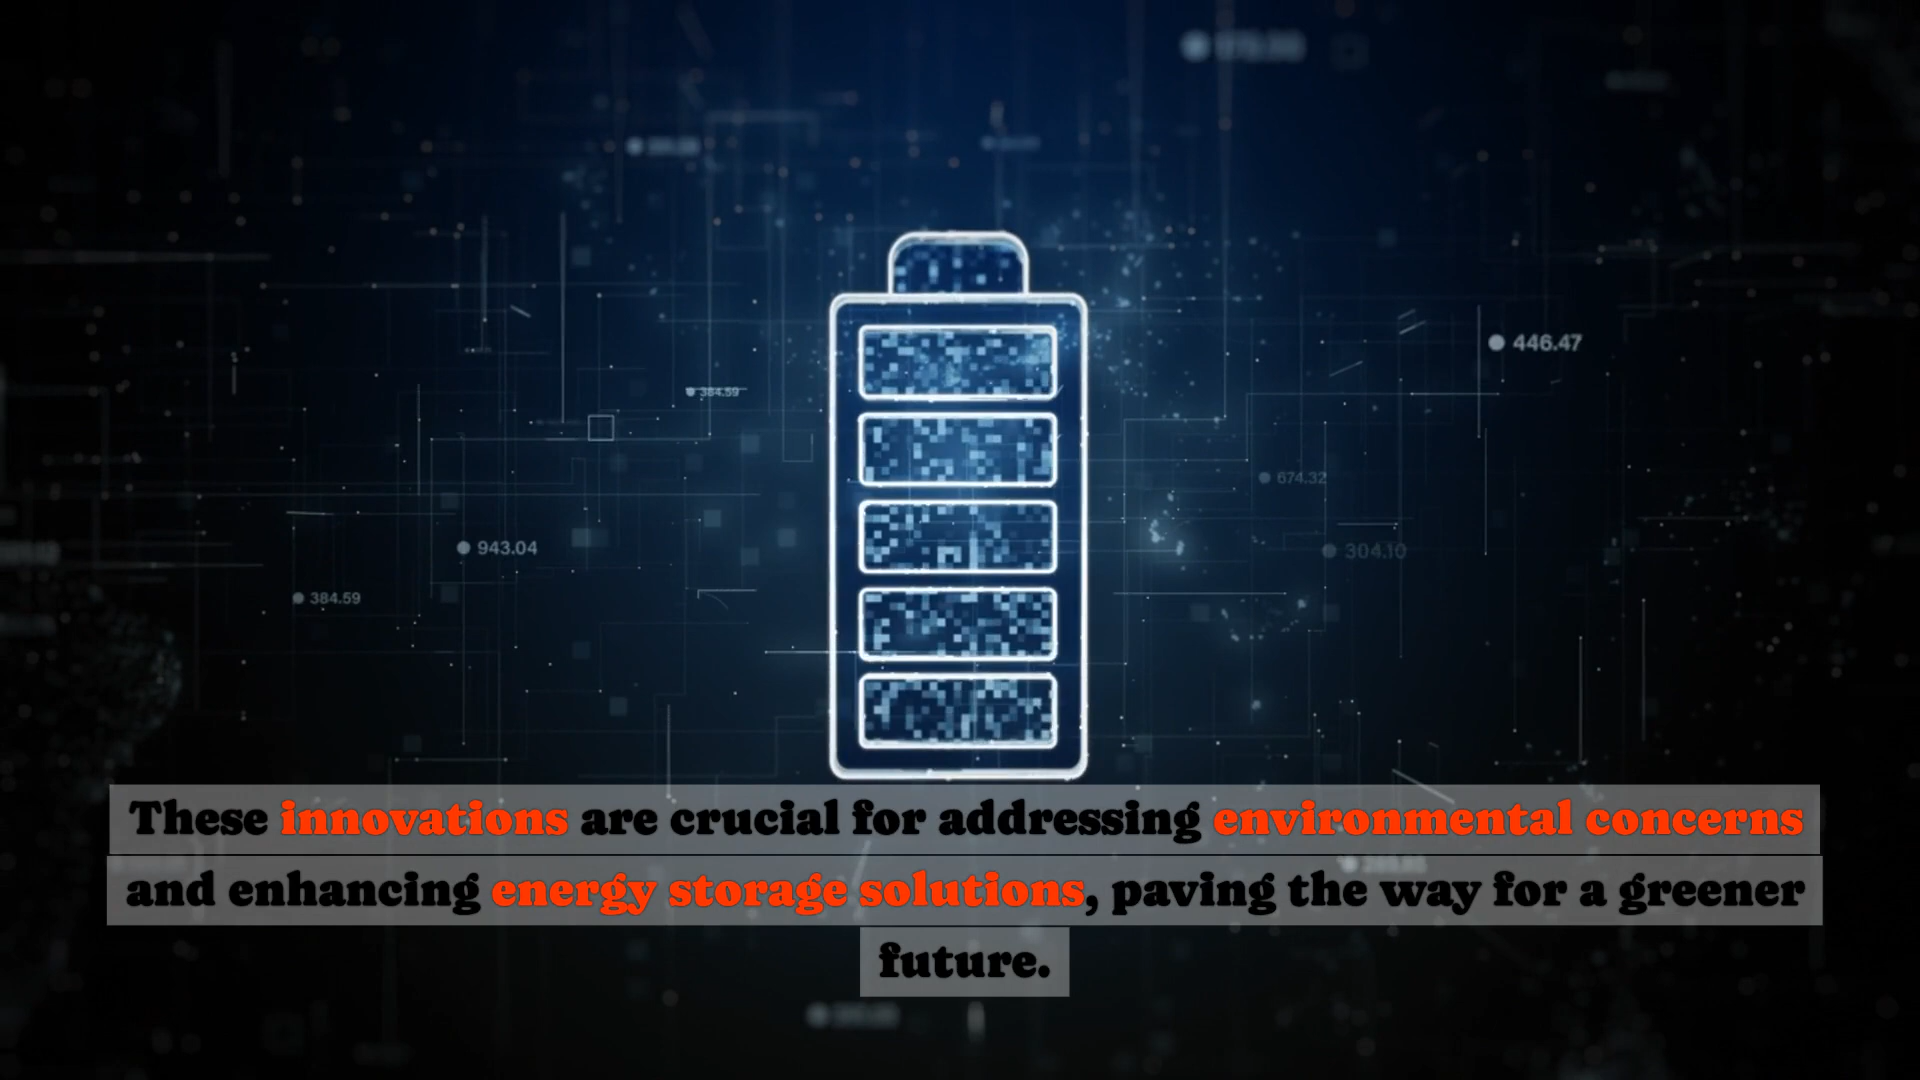 446.47
384.59
674.32
943.04
304.10
384.59
These innovations are crucial for addressing environmental concerns
and enhancing energy storage solutions, paving the way for a greener
future.